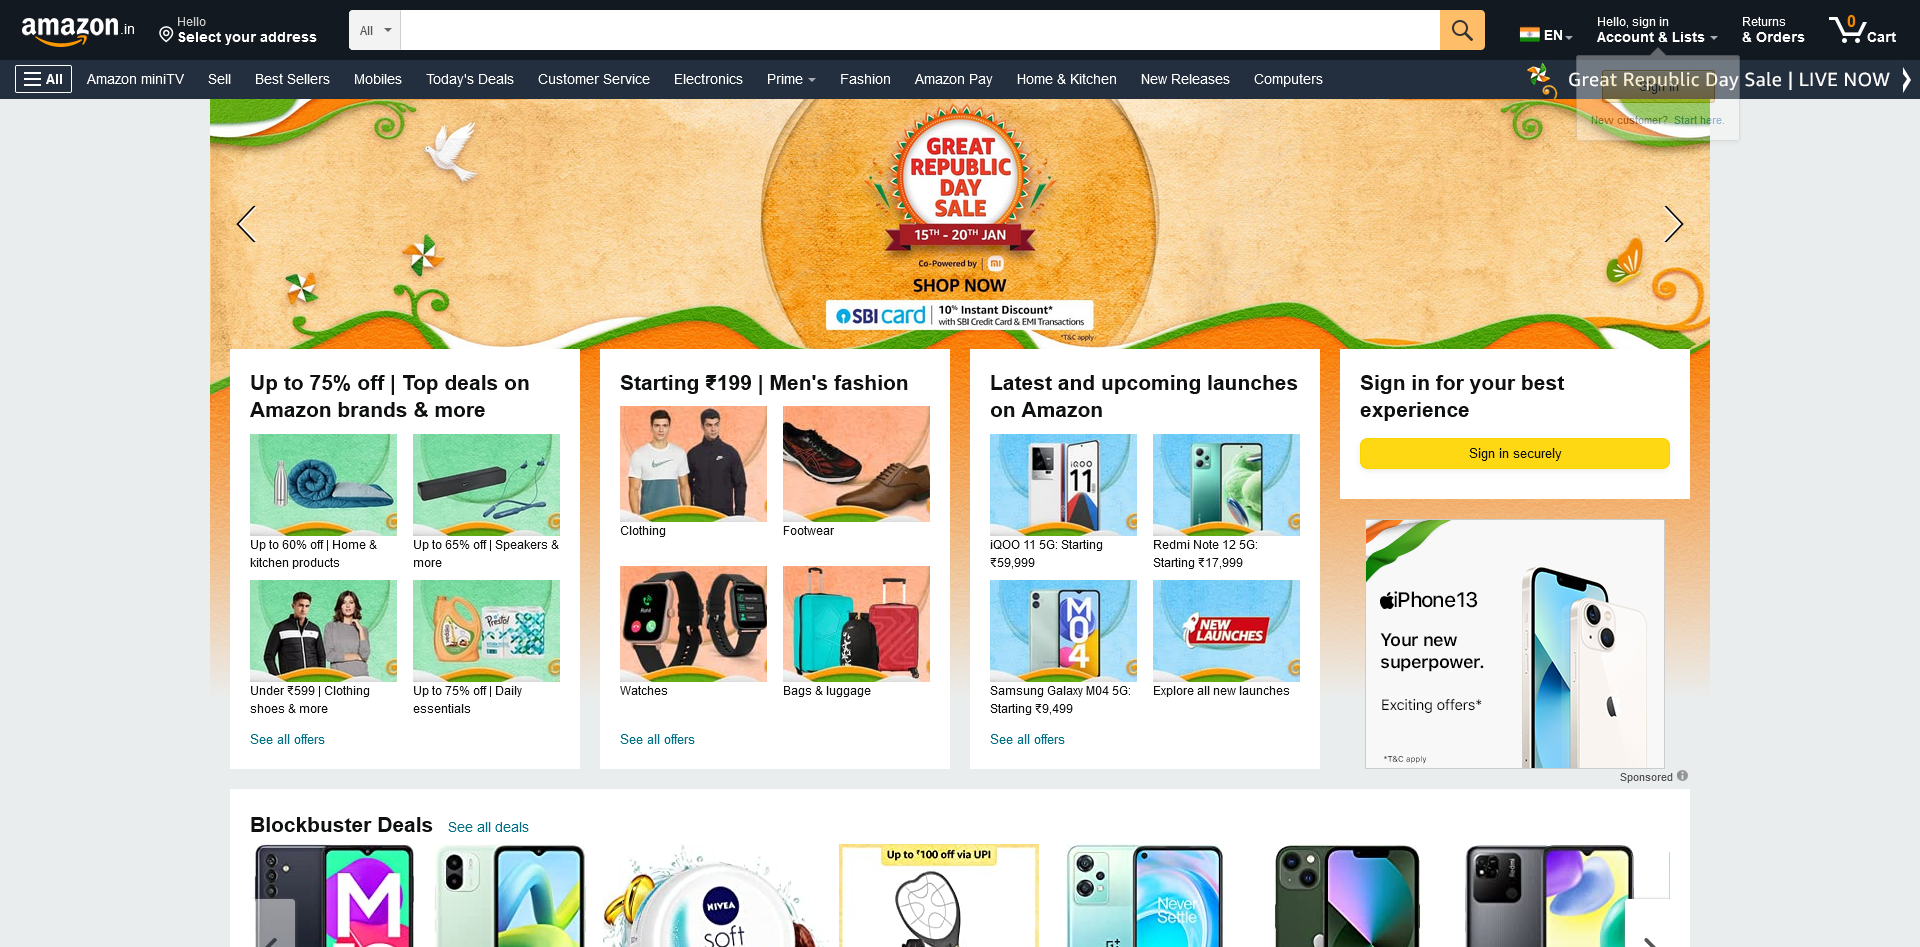 amazon.in
Hello
Select your address
All
EN
Hello, sign in
Account & Lists
Returns
& Orders
0
Cart
All
Amazon miniTV
Sell
Best Sellers
Mobiles
Today's Deals
Customer Service
Electronics
Prime
Fashion
Amazon Pay
Home & Kitchen
New Releases
Computers
Great Republic Day Sale | LIVE NOW
Sign in
New customer? Start here.
GREAT
REPUBLIC
DAY
SALE
15TH - 20TH JAN
Co-Powered by | mi
SHOP NOW
SBI card
10% Instant Discount*
with SBI Credit Card & EMI Transactions
*T&C apply
Up to 75% off | Top deals on
Amazon brands & more
Up to 60% off | Home &
kitchen products
Up to 65% off | Speakers &
more
Presto!
Under ₹599 | Clothing
shoes & more
Up to 75% off | Daily
essentials
See all offers
Starting ₹199 | Men's fashion
Clothing
Footwear
Watches
Bags & luggage
See all offers
Latest and upcoming launches
on Amazon
iQOO
11
iQOO 11 5G: Starting
₹59,999
Redmi Note 12 5G:
Starting ₹17,999
M04
NEW
LAUNCHES
Samsung Galaxy M04 5G:
Starting ₹9,499
Explore all new launches
See all offers
Sign in for your best
experience
Sign in securely
iPhone13
Your new
superpower.
Exciting offers*
*T&C apply
Sponsored
Blockbuster Deals
See all deals
M
NIVEA
soft
Up to ₹100 off via UPI
Never
Settle
Redmi